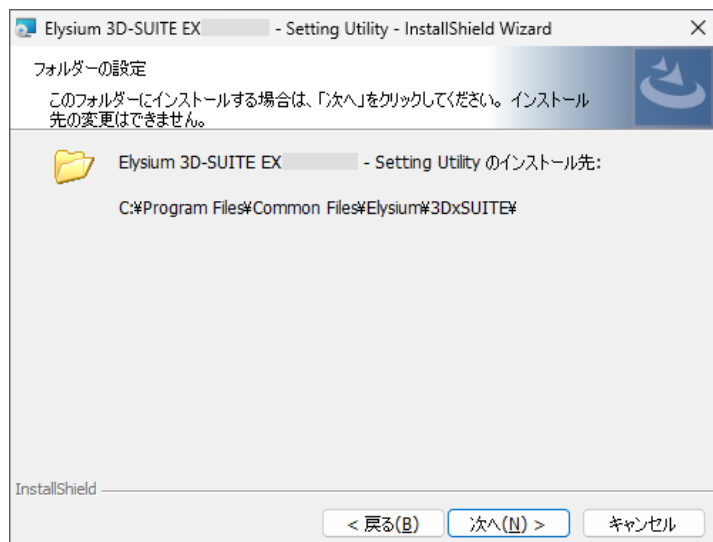 Elysium 3D-SUITE EX - Setting Utility - InstallShield Wizard
フォルダーの設定
このフォルダーにインストールする場合は、「次へ」をクリックしてください。インストール
先の変更はできません。
Elysium 3D-SUITE EX - Setting Utility のインストール先:
C:¥Program Files¥Common Files¥Elysium¥3DxSUITE¥
InstallShield
< 戻る(B) 次へ(N) > キャンセル